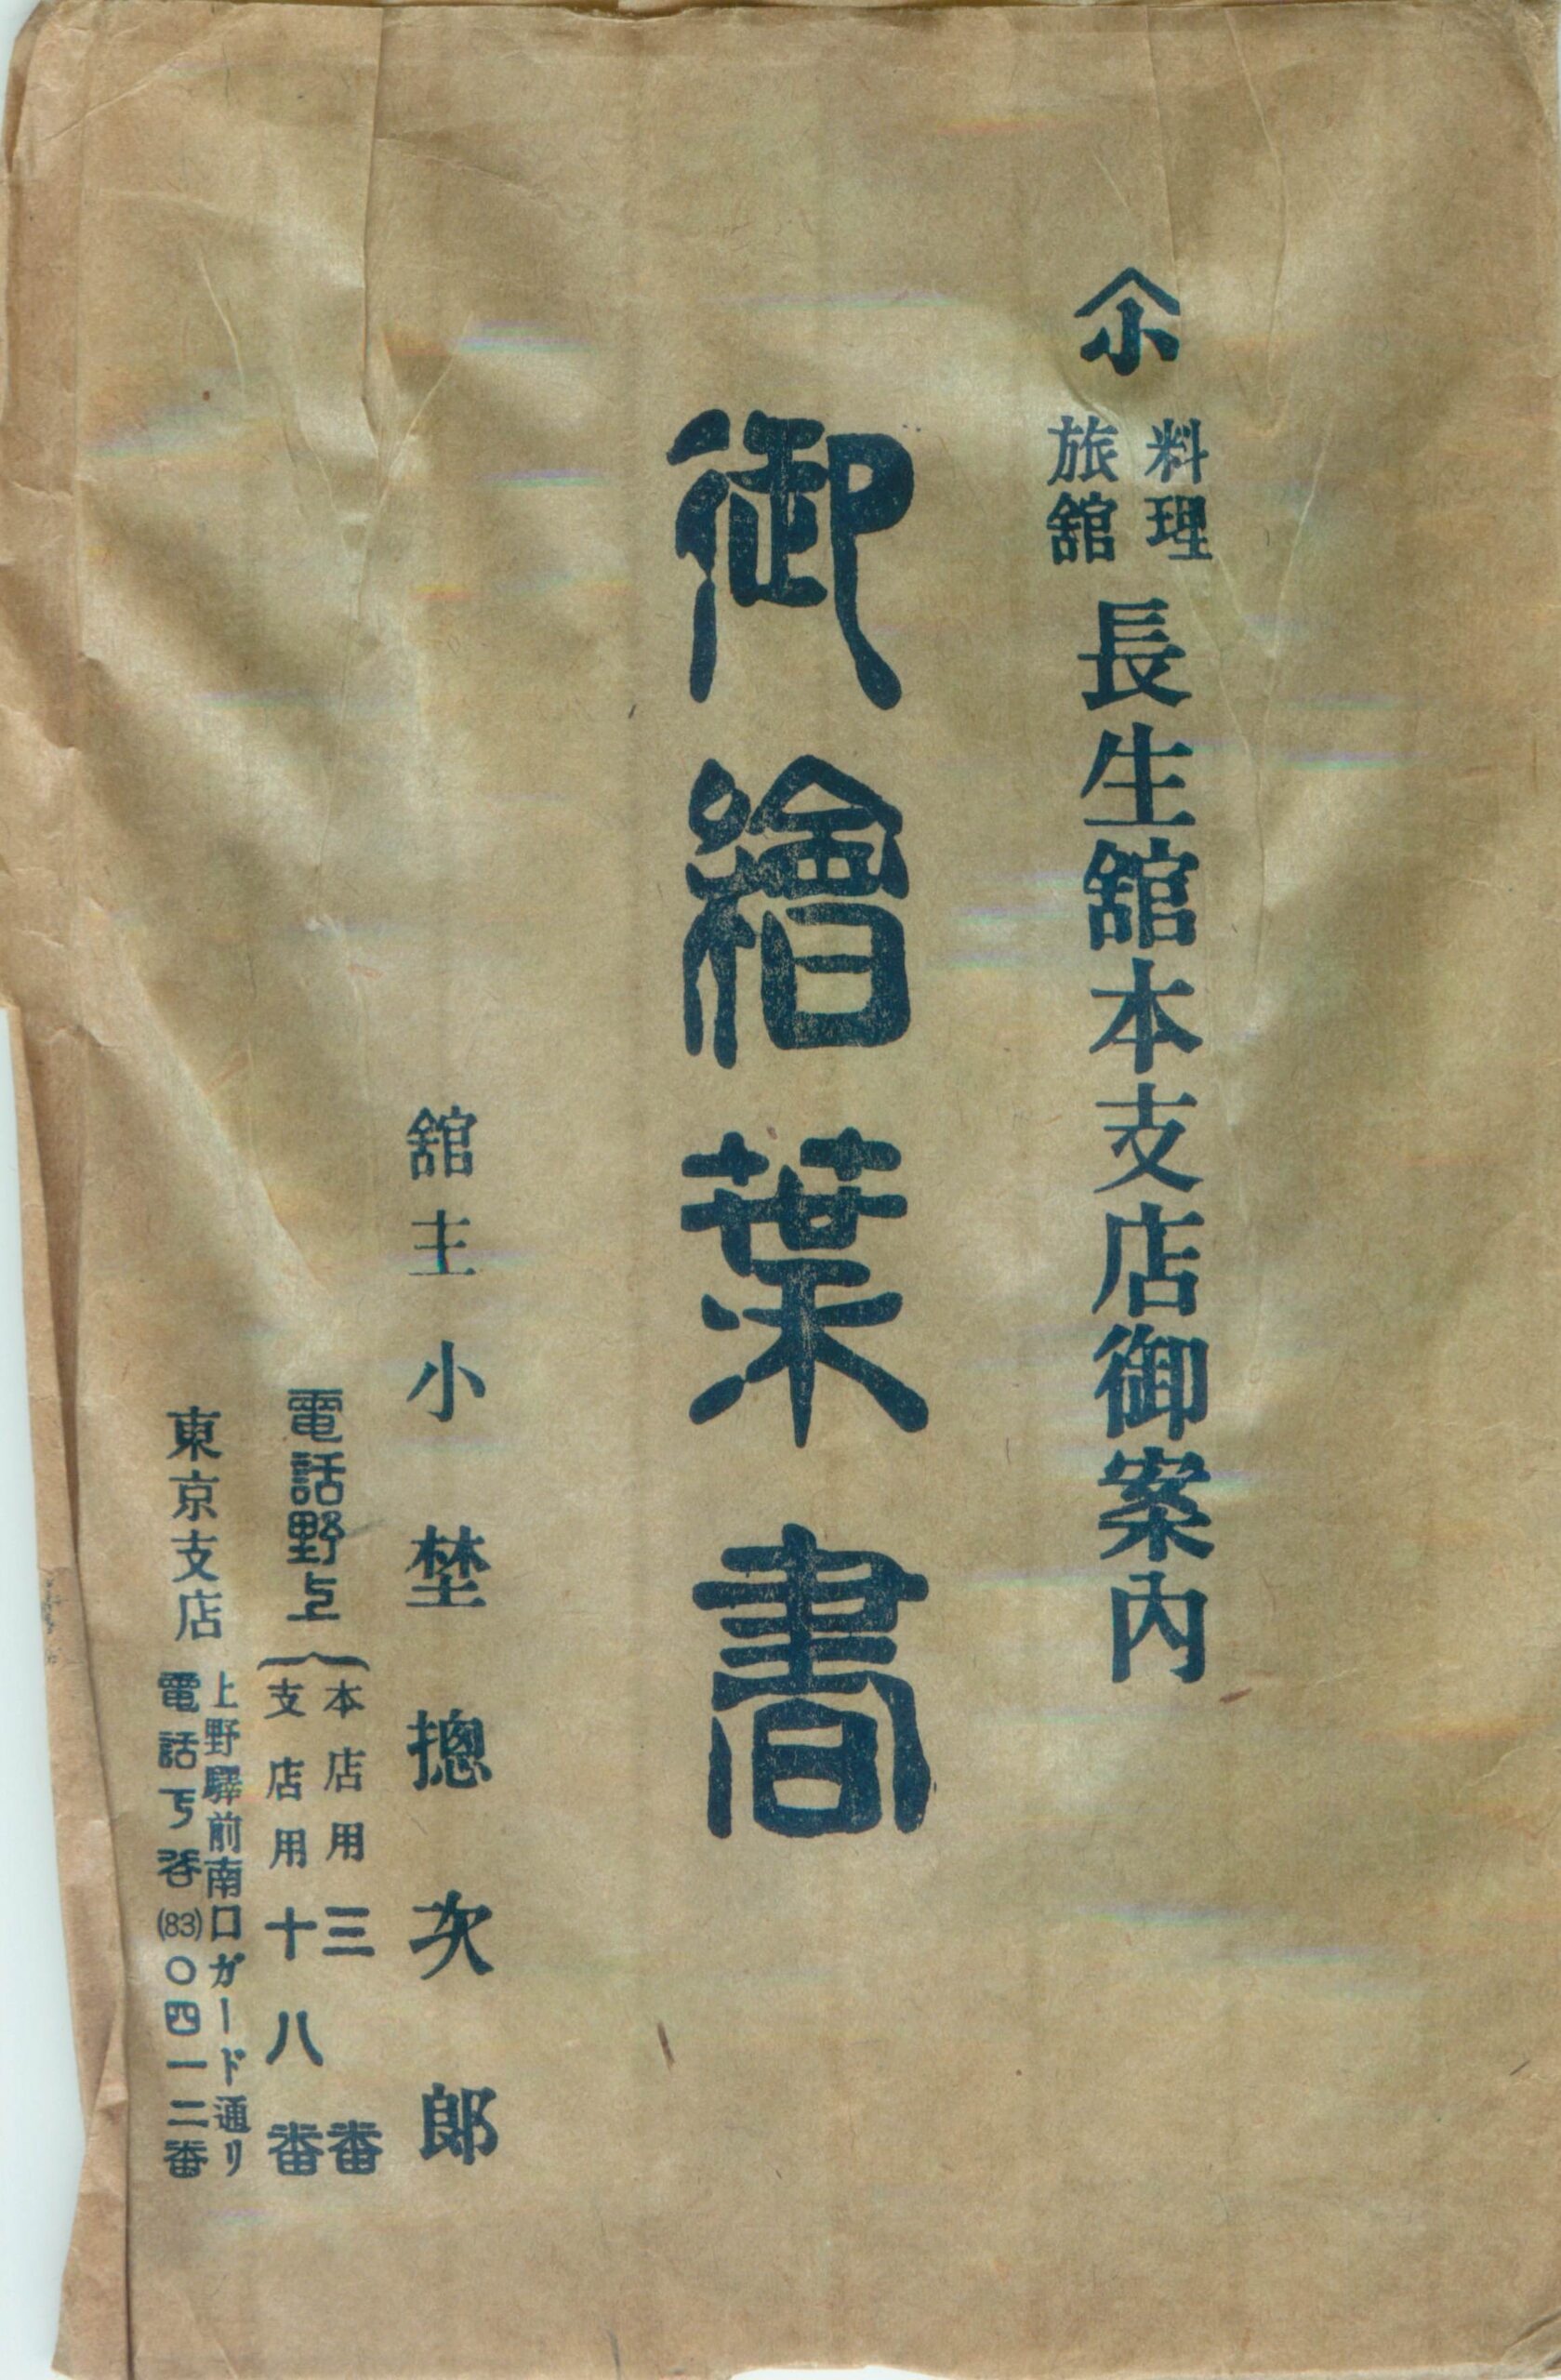 小
料理
旅舘
長生舘本支店御案内
御繪葉書
舘主 小埜摠次郎
電話野上
本店用三番
支店用十八番
東京支店
上野驛前南口ガード通リ
電話下谷(83)〇四一二番